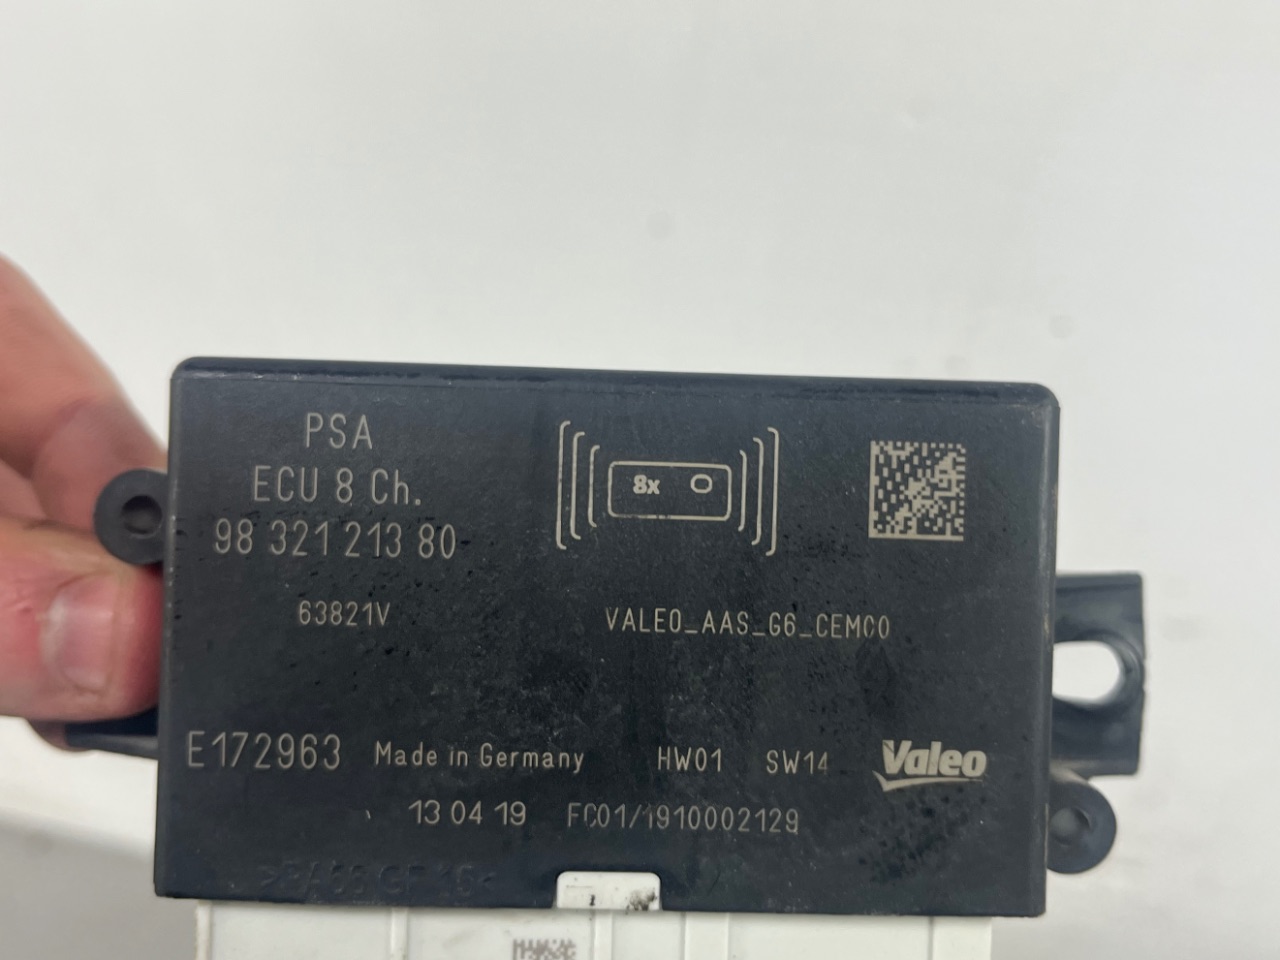 PSA
ECU 8 Ch.
98 321 213 80
8x
63821V
VALEO_AAS_G6_CEMCO
E172963 Made in Germany HW01 SW14 Valeo
13 04 19 FC01/1910002129